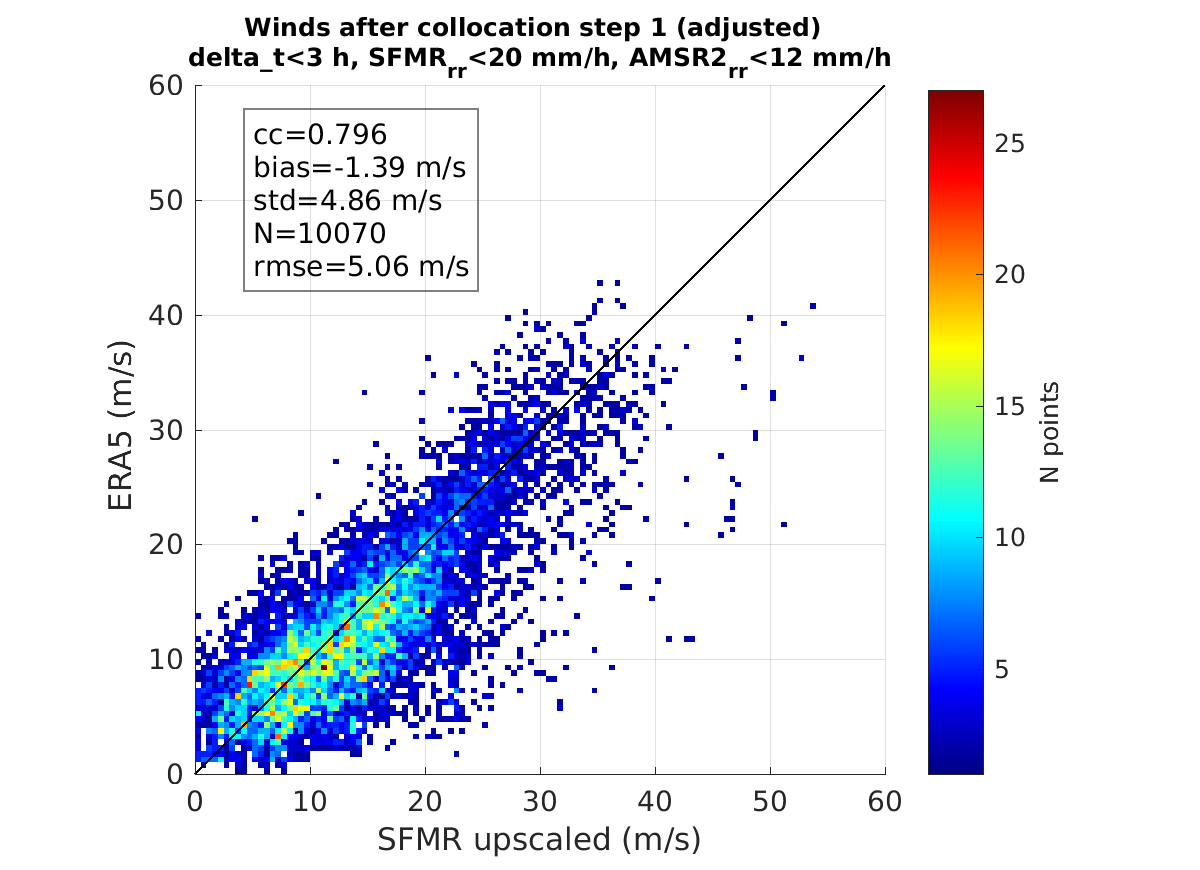 Winds after collocation step 1 (adjusted)
delta_t<3 h, SFMRrr<20 mm/h, AMSR2rr<12 mm/h
cc=0.796
bias=-1.39 m/s
std=4.86 m/s
N=10070
rmse=5.06 m/s
ERA5 (m/s)
60
50
40
30
20
10
0
0 10 20 30 40 50 60
SFMR upscaled (m/s)
25
20
15
10
5
N points